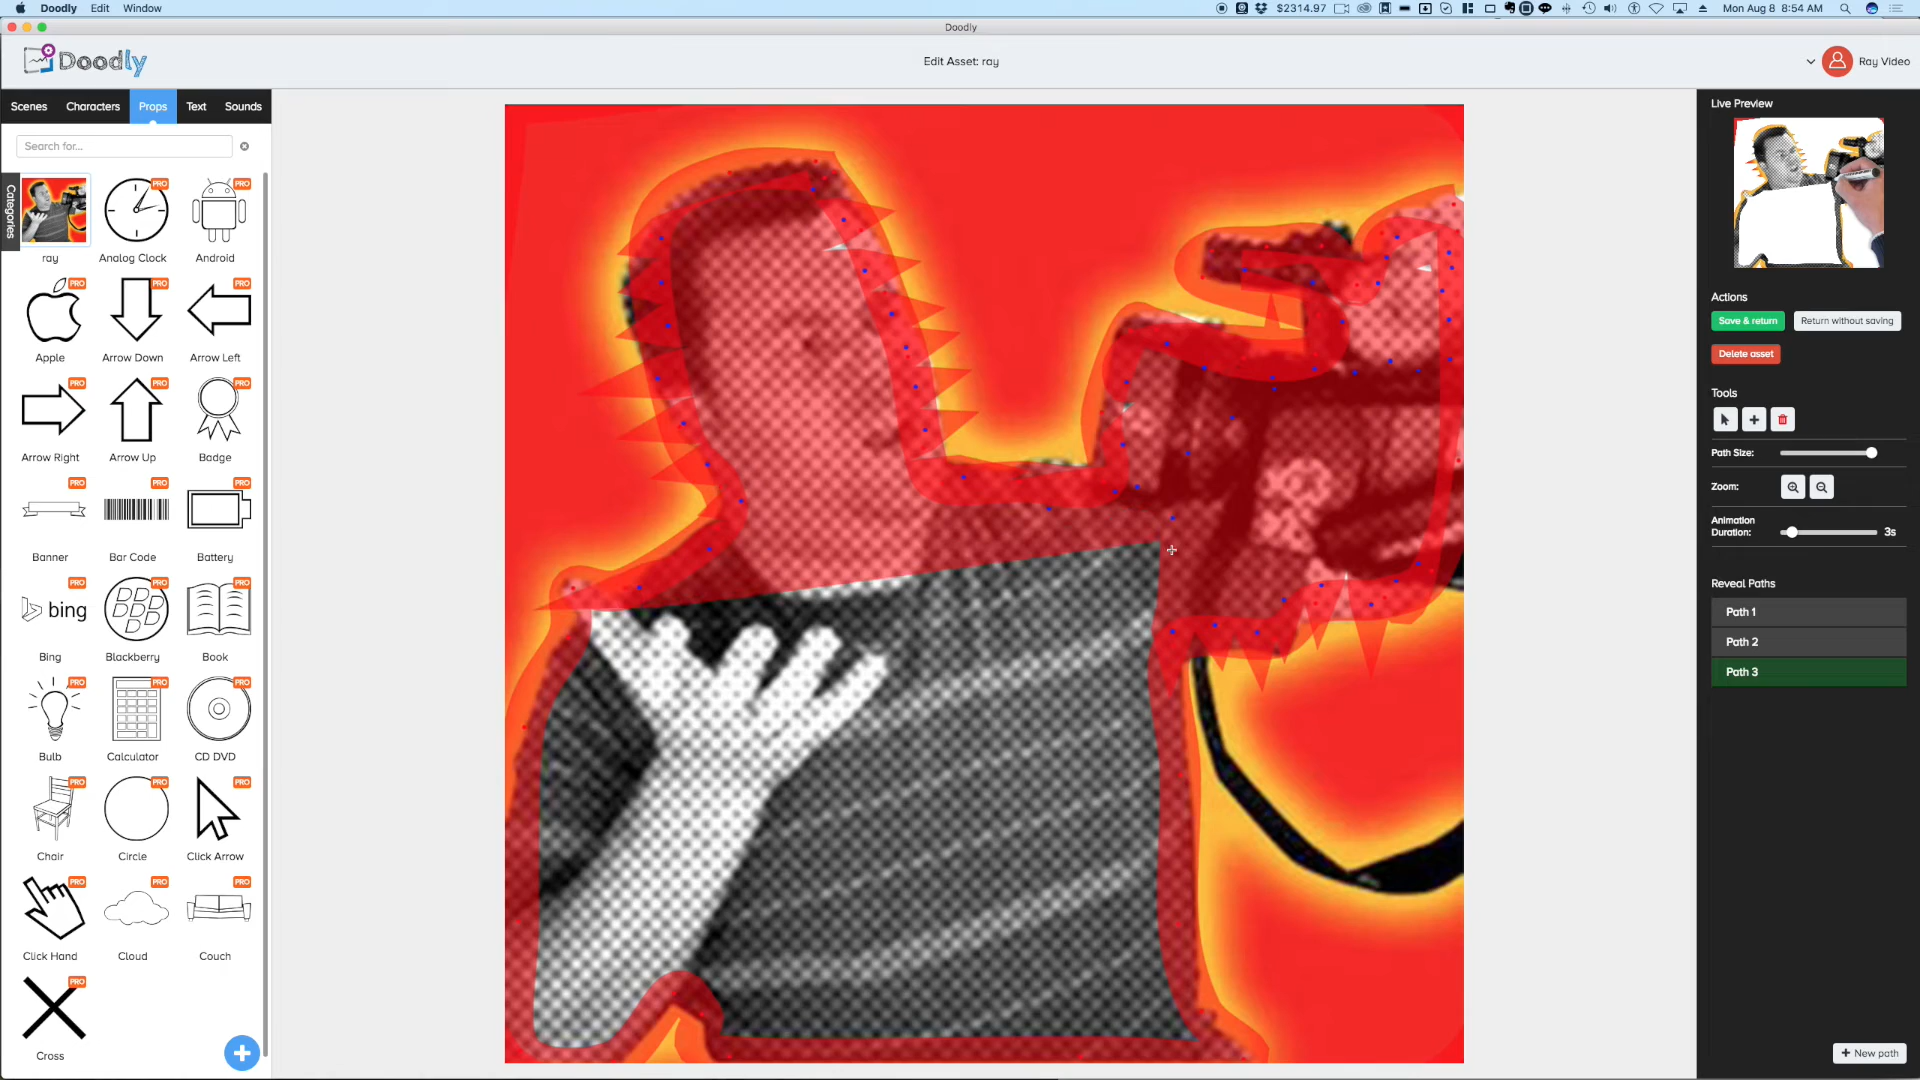 Doodly Edit Window
$2314.97
Mon Aug 8 8:54 AM
Doodly
Doodly
Edit Asset: ray
Ray Video
Scenes Characters Props Text Sounds
Search for...
Categories
PRO PRO
ray Analog Clock Android
PRO PRO PRO
Apple Arrow Down Arrow Left
PRO PRO PRO
Arrow Right Arrow Up Badge
PRO PRO PRO
Banner Bar Code Battery
PRO PRO PRO
bing
Bing Blackberry Book
PRO PRO PRO
Bulb Calculator CD DVD
PRO PRO PRO
Chair Circle Click Arrow
PRO PRO PRO
Click Hand Cloud Couch
PRO
Cross
Live Preview
Actions
Save & return Return without saving
Delete asset
Tools
Path Size:
Zoom:
Animation
Duration: 3s
Reveal Paths
Path 1
Path 2
Path 3
New path